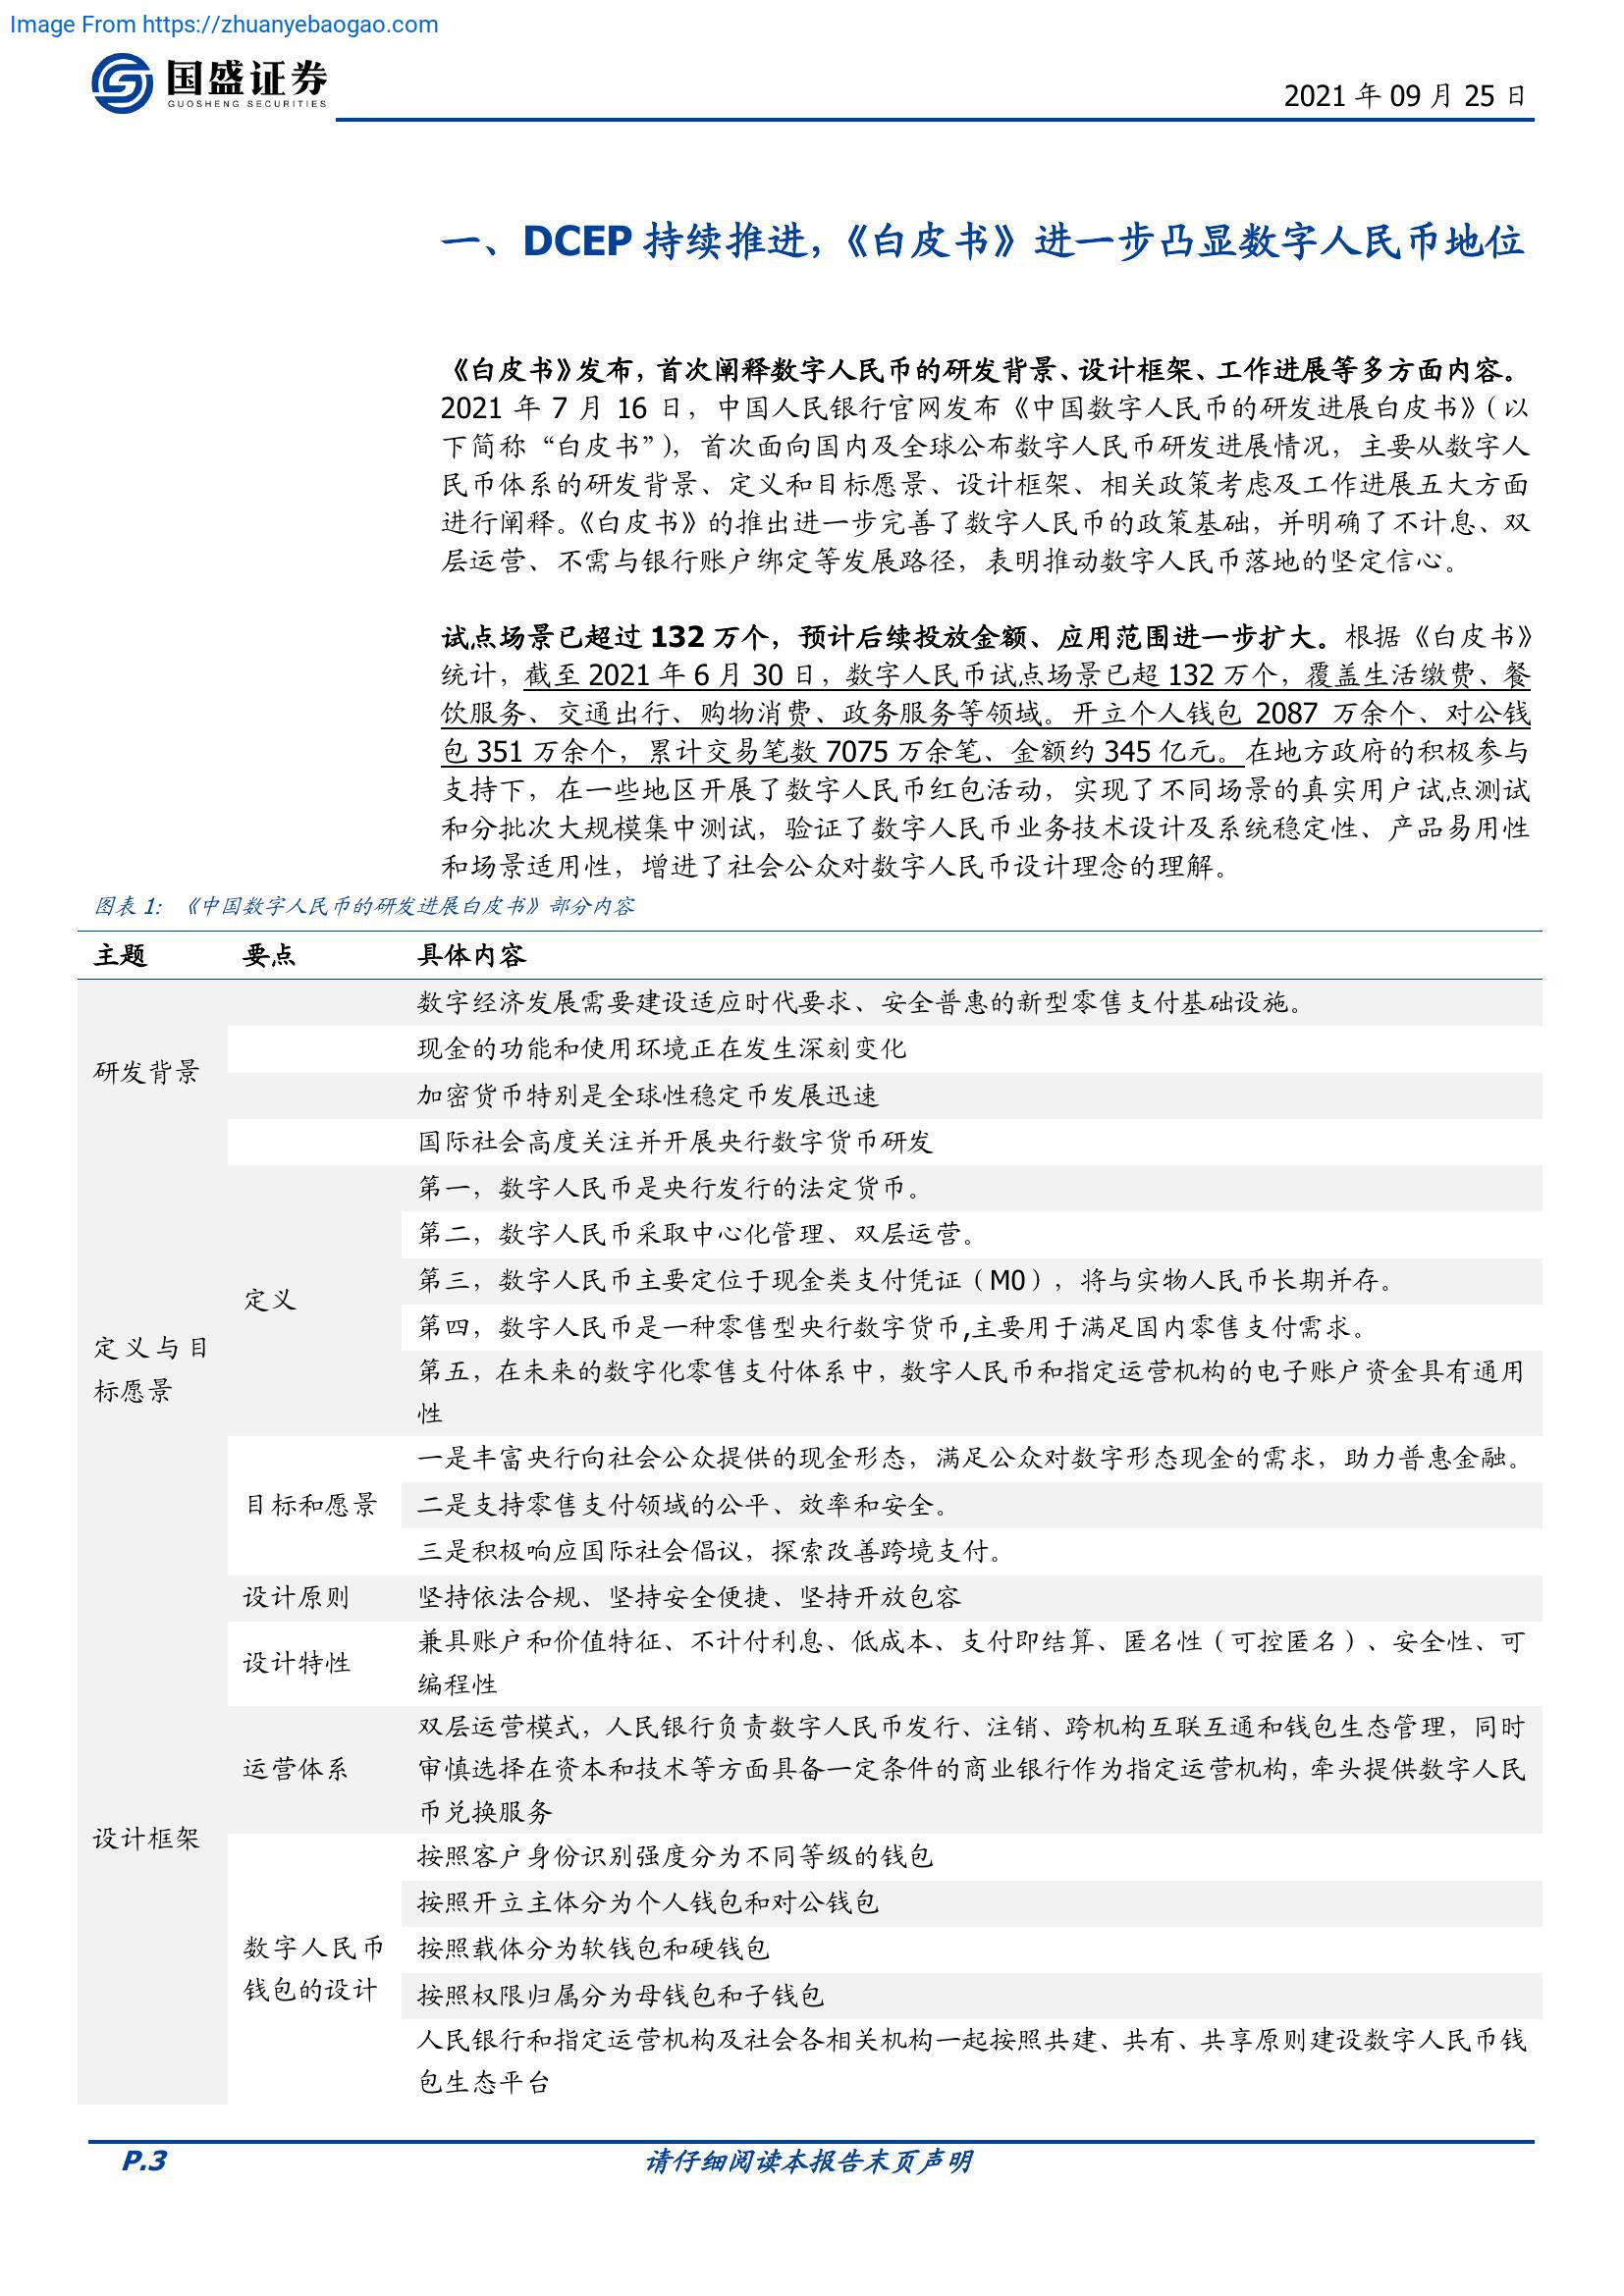 Image From https://zhuanyebaogao.com
国盛证券
GUOSHENG SECURITIES
2021 年 09 月 25 日
一、DCEP 持续推进，《白皮书》进一步凸显数字人民币地位
《白皮书》发布，首次阐释数字人民币的研发背景、设计框架、工作进展等多方面内容。
2021 年 7 月 16 日，中国人民银行官网发布《中国数字人民币的研发进展白皮书》（以
下简称“白皮书”），首次面向国内及全球公布数字人民币研发进展情况，主要从数字人
民币体系的研发背景、定义和目标愿景、设计框架、相关政策考虑及工作进展五大方面
进行阐释。《白皮书》的推出进一步完善了数字人民币的政策基础，并明确了不计息、双
层运营、不需与银行账户绑定等发展路径，表明推动数字人民币落地的坚定信心。
试点场景已超过 132 万个，预计后续投放金额、应用范围进一步扩大。根据《白皮书》
统计，截至 2021 年 6 月 30 日，数字人民币试点场景已超 132 万个，覆盖生活缴费、餐
饮服务、交通出行、购物消费、政务服务等领域。开立个人钱包 2087 万余个、对公钱
包 351 万余个，累计交易笔数 7075 万余笔、金额约 345 亿元。在地方政府的积极参与
支持下，在一些地区开展了数字人民币红包活动，实现了不同场景的真实用户试点测试
和分批次大规模集中测试，验证了数字人民币业务技术设计及系统稳定性、产品易用性
和场景适用性，增进了社会公众对数字人民币设计理念的理解。
图表 1: 《中国数字人民币的研发进展白皮书》部分内容
主题 要点 具体内容
研发背景
数字经济发展需要建设适应时代要求、安全普惠的新型零售支付基础设施。
现金的功能和使用环境正在发生深刻变化
加密货币特别是全球性稳定币发展迅速
国际社会高度关注并开展央行数字货币研发
定义与目
标愿景
定义
第一，数字人民币是央行发行的法定货币。
第二，数字人民币采取中心化管理、双层运营。
第三，数字人民币主要定位于现金类支付凭证（M0），将与实物人民币长期并存。
第四，数字人民币是一种零售型央行数字货币,主要用于满足国内零售支付需求。
第五，在未来的数字化零售支付体系中，数字人民币和指定运营机构的电子账户资金具有通用
性
目标和愿景
一是丰富央行向社会公众提供的现金形态，满足公众对数字形态现金的需求，助力普惠金融。
二是支持零售支付领域的公平、效率和安全。
三是积极响应国际社会倡议，探索改善跨境支付。
设计框架
设计原则 坚持依法合规、坚持安全便捷、坚持开放包容
设计特性
兼具账户和价值特征、不计付利息、低成本、支付即结算、匿名性（可控匿名）、安全性、可
编程性
运营体系
双层运营模式，人民银行负责数字人民币发行、注销、跨机构互联互通和钱包生态管理，同时
审慎选择在资本和技术等方面具备一定条件的商业银行作为指定运营机构，牵头提供数字人民
币兑换服务
数字人民币
钱包的设计
按照客户身份识别强度分为不同等级的钱包
按照开立主体分为个人钱包和对公钱包
按照载体分为软钱包和硬钱包
按照权限归属分为母钱包和子钱包
人民银行和指定运营机构及社会各相关机构一起按照共建、共有、共享原则建设数字人民币钱
包生态平台
P.3
请仔细阅读本报告末页声明